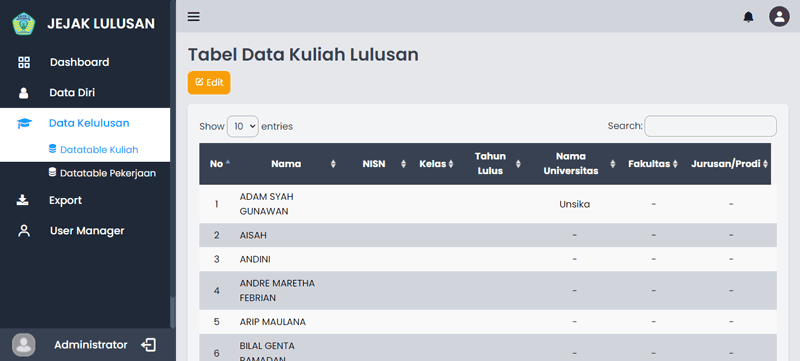 JEJAK LULUSAN
Dashboard
Data Diri
Data Kelulusan
Datatable Kuliah
Datatable Pekerjaan
Export
User Manager
Administrator
Tabel Data Kuliah Lulusan
Edit
Show 10 entries
Search:
No Nama NISN Kelas Tahun Lulus Nama Universitas Fakultas Jurusan/Prodi
1 ADAM SYAH GUNAWAN Unsika - -
2 AISAH - - -
3 ANDINI - - -
4 ANDRE MARETHA FEBRIAN - - -
5 ARIP MAULANA - - -
6 BILAL GENTA RAMADAN - - -